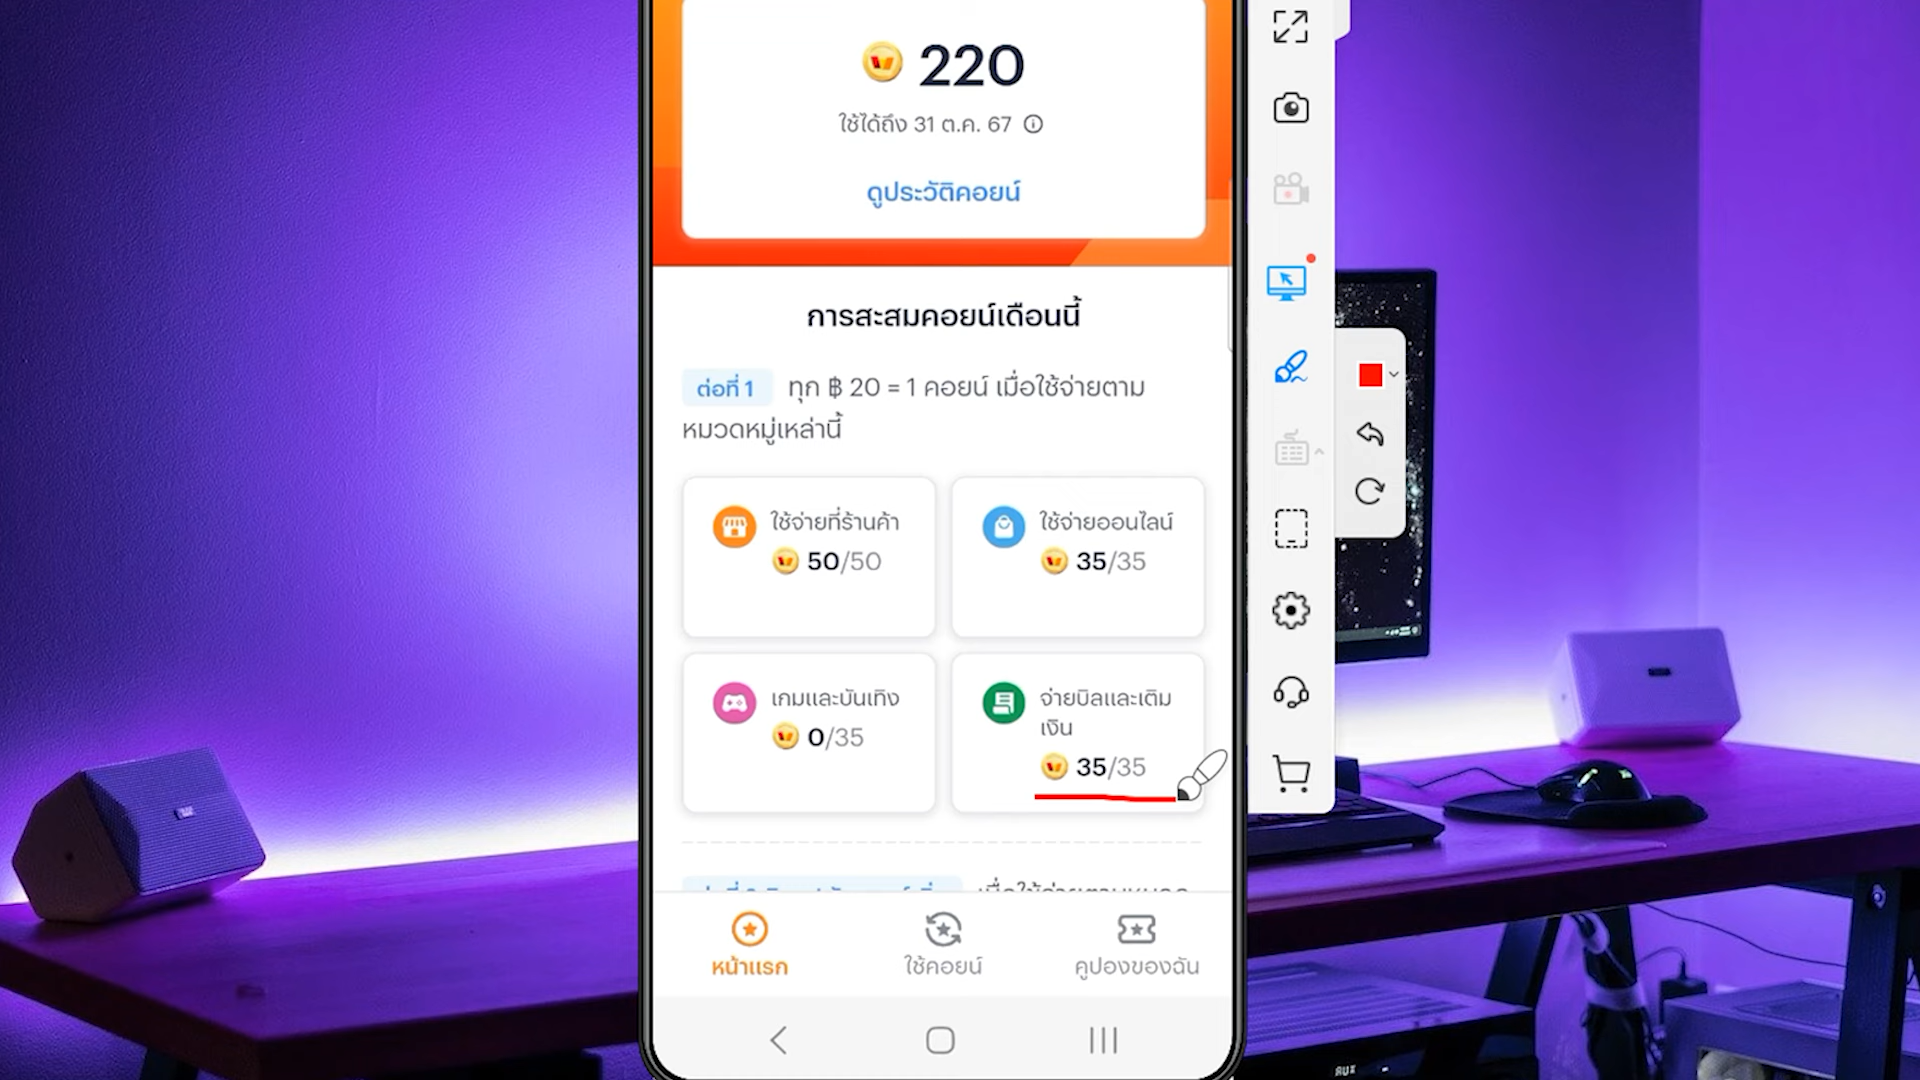 220
ใช้ได้ถึง 31 ต.ค. 67
ดูประวัติคอยน์
การสะสมคอยน์เดือนนี้
ต่อที่ 1 ทุก ฿ 20 = 1 คอยน์ เมื่อใช้จ่ายตาม
หมวดหมู่เหล่านี้
ใช้จ่ายที่ร้านค้า
50/50
ใช้จ่ายออนไลน์
35/35
เกมและบันเทิง
0/35
จ่ายบิลและเติม
เงิน
35/35
หน้าแรก
ใช้คอยน์
คูปองของฉัน
AUX